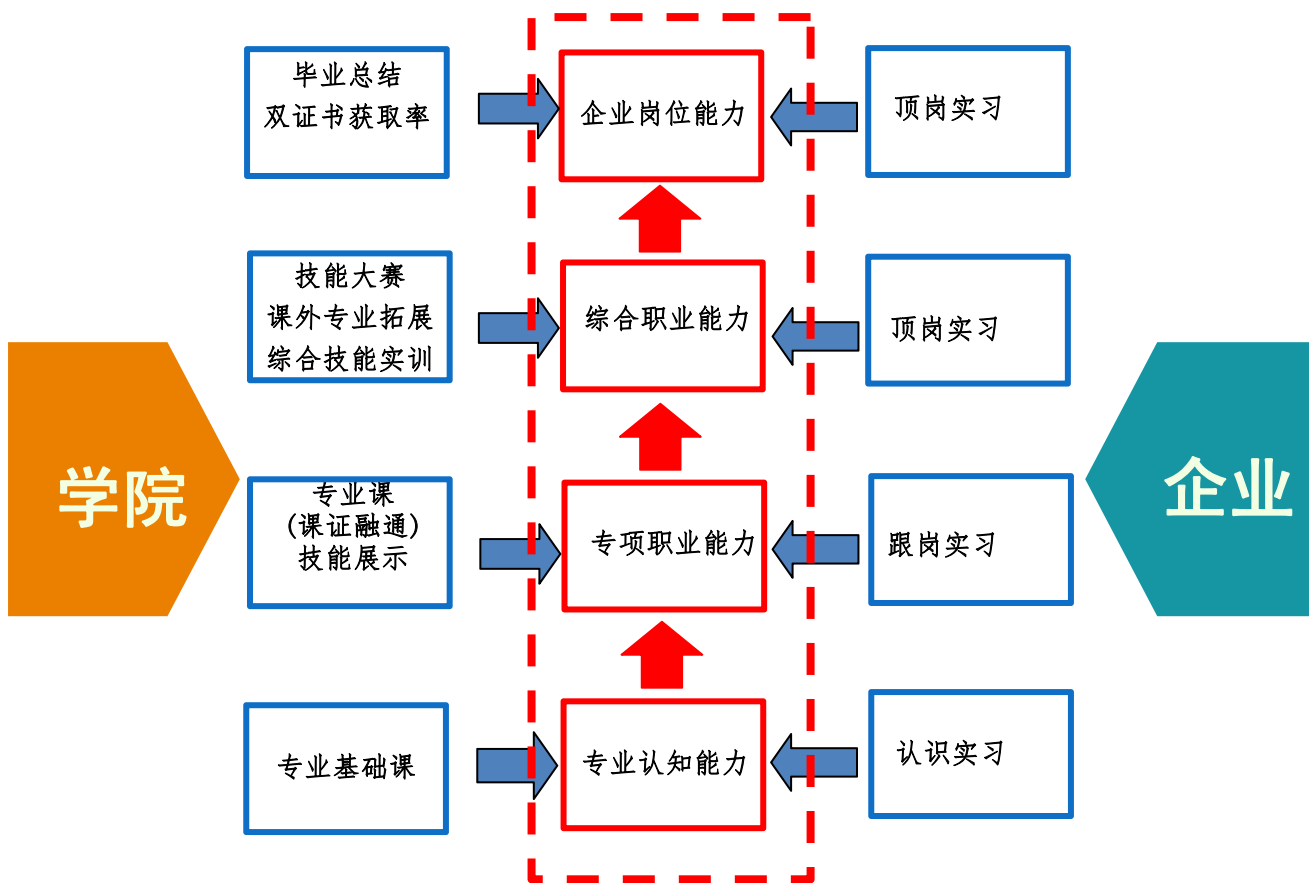 毕业总结
双证书获取率
企业岗位能力
顶岗实习
技能大赛
课外专业拓展
综合技能实训
综合职业能力
顶岗实习
学院
专业课
(课证融通)
技能展示
专项职业能力
跟岗实习
企业
专业基础课
专业认知能力
认识实习